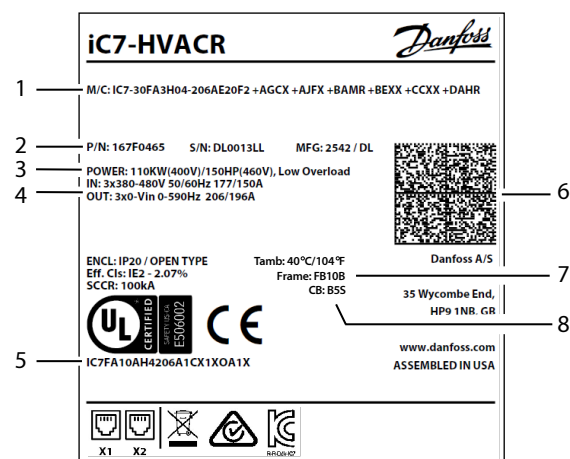 iC7-HVACR
Danfoss
1
M/C: IC7-30FA3H04-206AE20F2 +AGCX +AJFX +BAMR +BEXX +CCXX +DAHR
2
P/N: 167F0465 S/N: DL0013LL MFG: 2542 / DL
3
POWER: 110KW(400V)/150HP(460V), Low Overload
IN: 3x380-480V 50/60Hz 177/150A
4
OUT: 3x0-Vin 0-590Hz 206/196A
6
ENCL: IP20 / OPEN TYPE
Eff. Cls: IE2 - 2.07%
SCCR: 100kA
Tamb: 40°C/104°F
Frame: FB10B
CB: B5S
7
8
Danfoss A/S
35 Wycombe End,
HP9 1NB, GB
UL
CERTIFIED
SAFETY US-CA
E506002
CE
www.danfoss.com
ASSEMBLED IN USA
5
IC7FA10AH4206A1CX1XOA1X
X1 X2